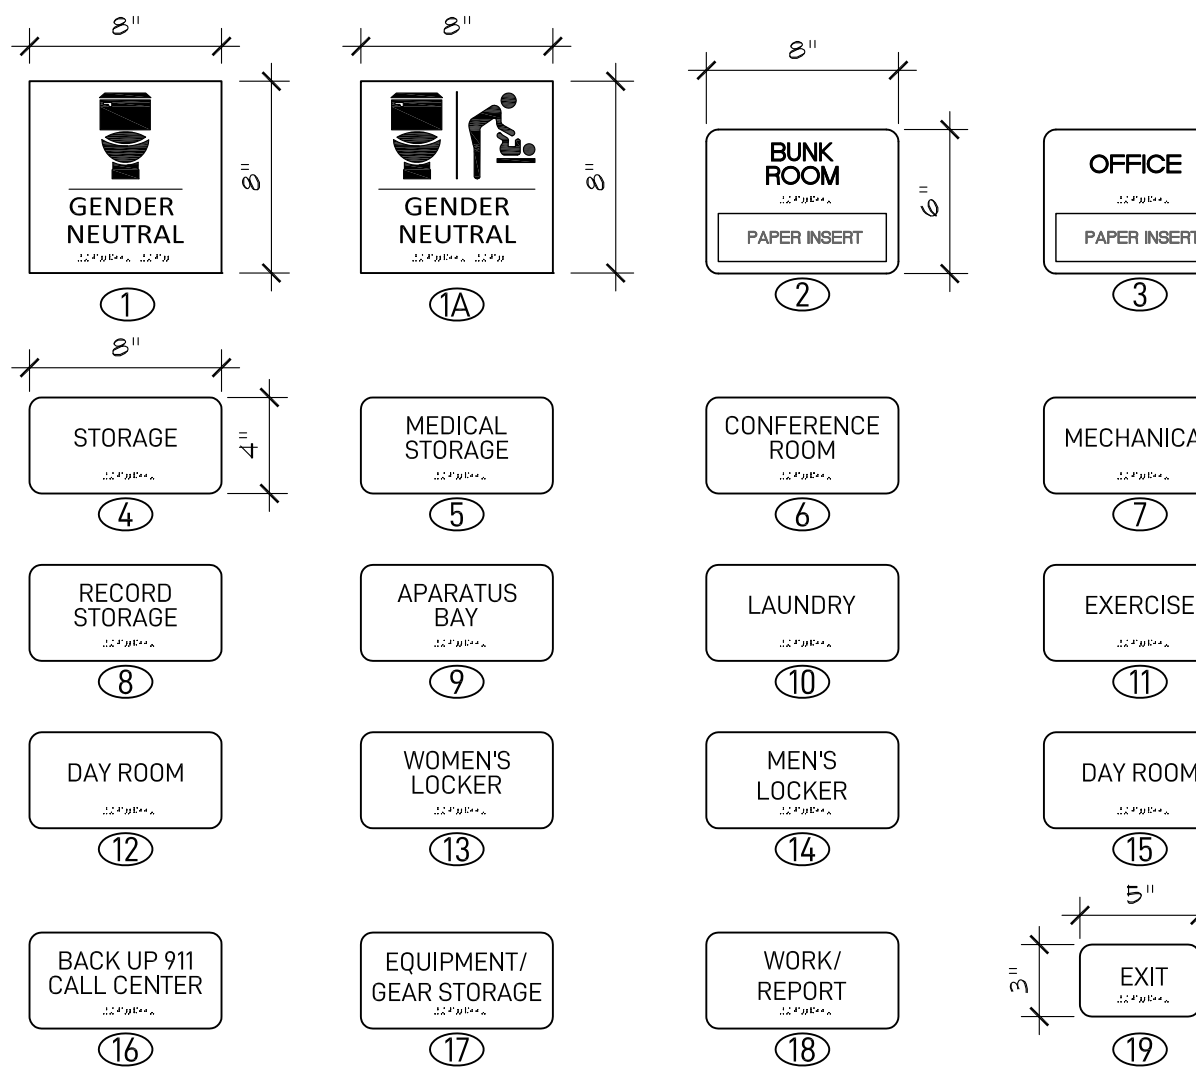 8" 8" 8"
8" 8" 6"
GENDER
NEUTRAL
1
GENDER
NEUTRAL
1A
BUNK
ROOM
PAPER INSERT
2
OFFICE
PAPER INSERT
3
8"
4"
STORAGE
4
MEDICAL
STORAGE
5
CONFERENCE
ROOM
6
MECHANICA
7
RECORD
STORAGE
8
APARATUS
BAY
9
LAUNDRY
10
EXERCISE
11
DAY ROOM
12
WOMEN'S
LOCKER
13
MEN'S
LOCKER
14
DAY ROOM
15
BACK UP 911
CALL CENTER
16
EQUIPMENT/
GEAR STORAGE
17
WORK/
REPORT
18
5"
3"
EXIT
19